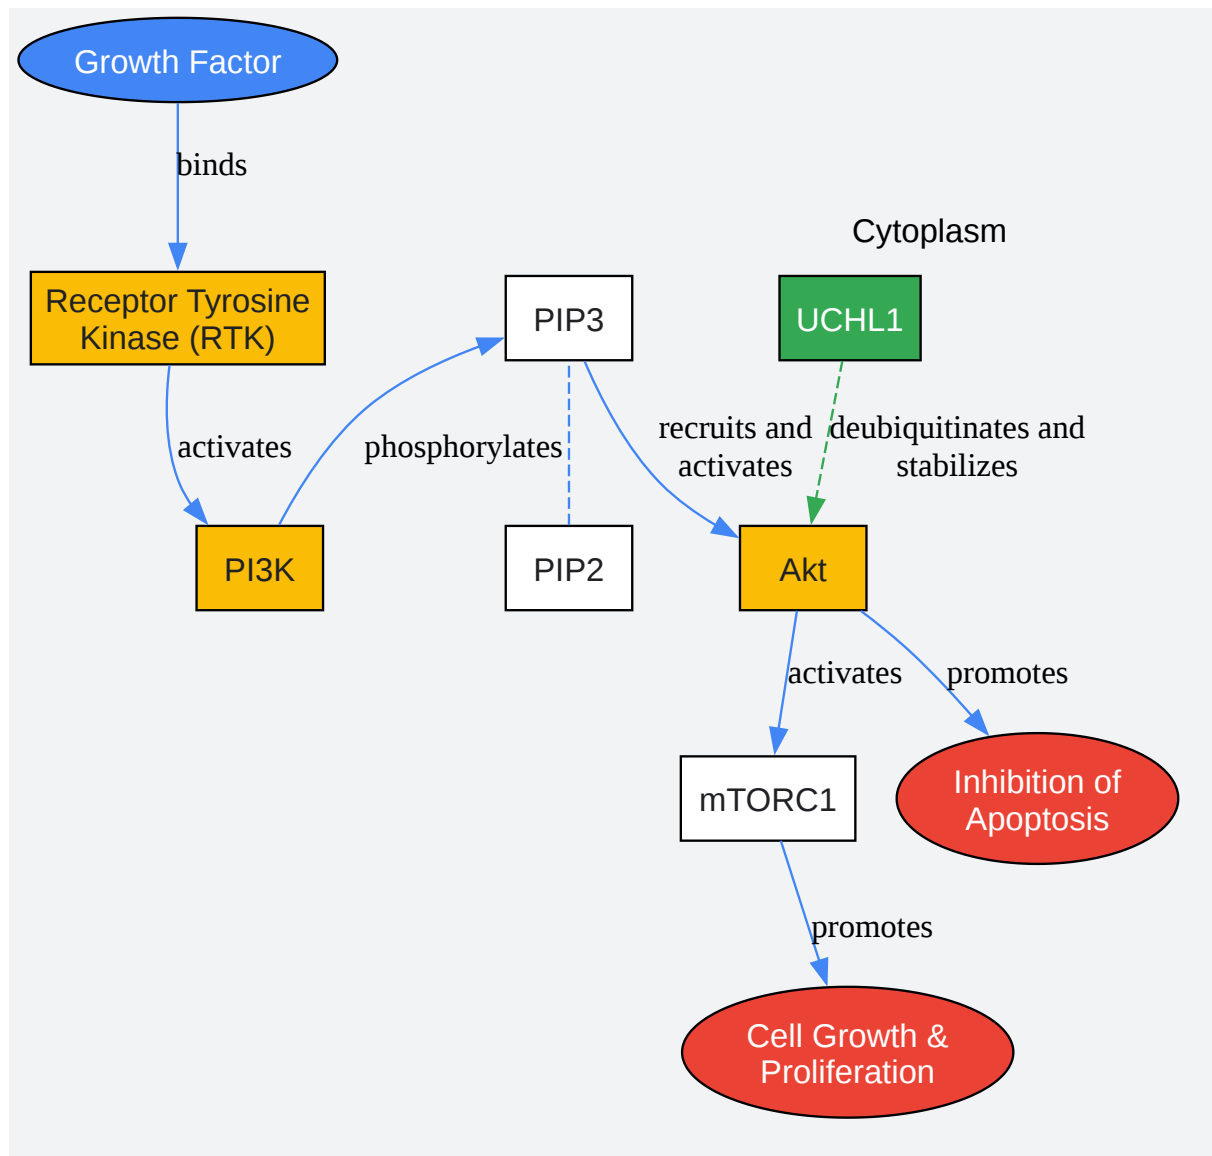 Growth Factor
binds
Cytoplasm
Receptor Tyrosine
Kinase (RTK)
PIP3
UCHL1
activates
phosphorylates
recruits and
activates
deubiquitinates and
stabilizes
PI3K
PIP2
Akt
activates
promotes
mTORC1
Inhibition of
Apoptosis
promotes
Cell Growth &
Proliferation